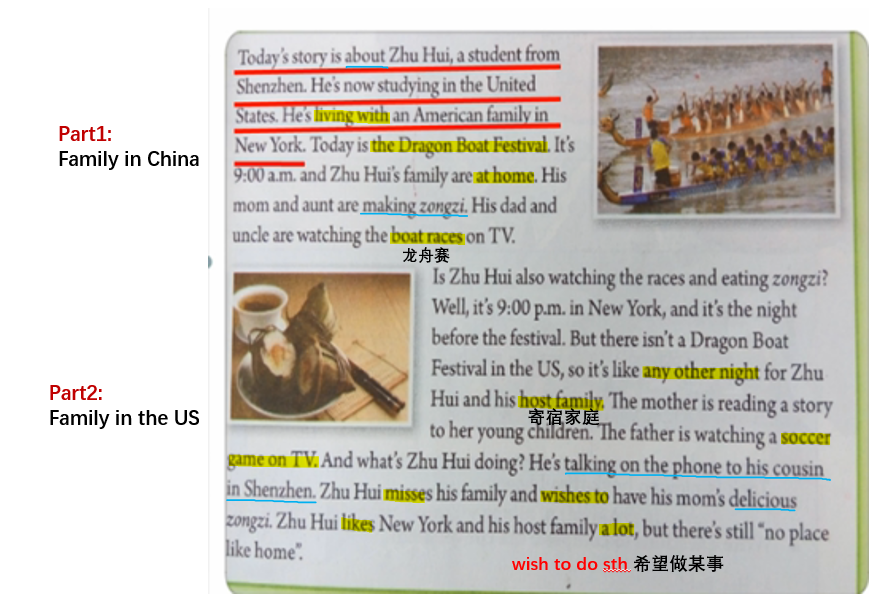 Today's story is about Zhu Hui, a student from
Shenzhen. He's now studying in the United
States. He's living with an American family in
Part1:
New York. Today is the Dragon Boat Festival. It's
Family in China
9:00 a.m. and Zhu Hui's family are at home. His
mom and aunt are making zongzi. His dad and
uncle are watching the boat races on TV.
龙舟赛
Is Zhu Hui also watching the races and eating zongzi?
Well, it's 9:00 p.m. in New York, and it's the night
before the festival. But there isn't a Dragon Boat
Festival in the US, so it's like any other night for Zhu
Part2:
Hui and his host family. The mother is reading a story
Family in the US
寄宿家庭
to her young children. The father is watching a soccer
game on TV. And what's Zhu Hui doing? He's talking on the phone to his cousin
in Shenzhen. Zhu Hui misses his family and wishes to have his mom's delicious
zongzi. Zhu Hui likes New York and his host family a lot, but there's still “no place
like home”.
wish to do sth 希望做某事